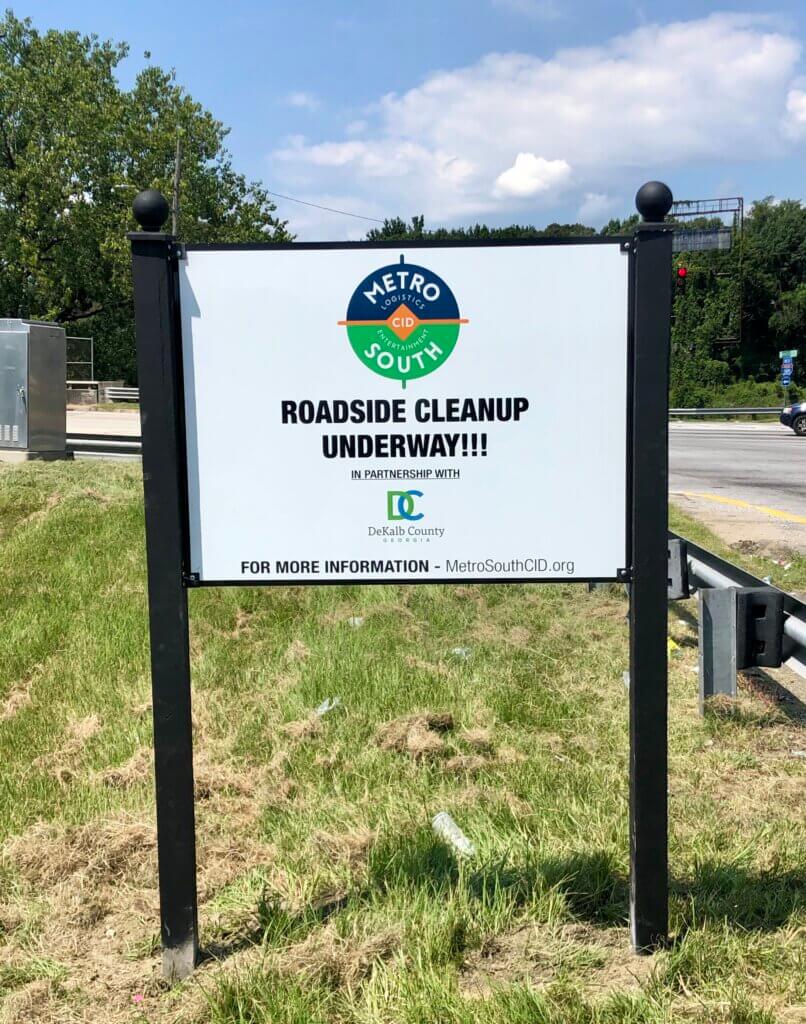 METRO
LOGISTICS
CID
ENTERTAINMENT
SOUTH
ROADSIDE CLEANUP
UNDERWAY!!!
IN PARTNERSHIP WITH
DC
DeKalb County
GEORGIA
FOR MORE INFORMATION - MetroSouthCID.org